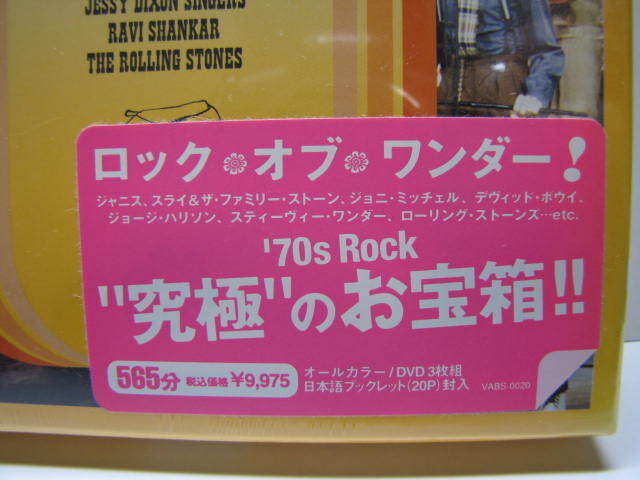 JESSY DIXON SINGERS
RAVI SHANKAR
THE ROLLING STONES
ロック オブ ワンダー!
ジャニス、スライ&ザ・ファミリー・ストーン、ジョニ・ミッチェル、デヴィッド・ボウイ、
ジョージ・ハリソン、スティーヴィー・ワンダー、ローリング・ストーンズ…etc.
'70s Rock
"究極"のお宝箱!!
565分 税込価格 ¥9,975
オールカラー/DVD 3枚組
日本語ブックレット(20P)封入
VABS-0020